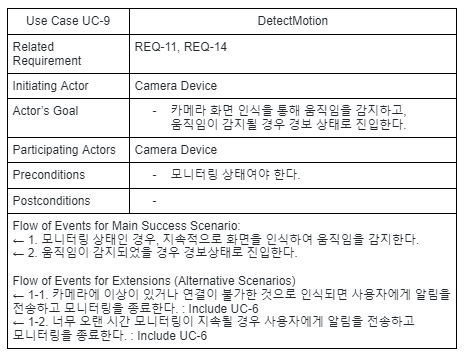 Use Case UC-9 DetectMotion
Related REQ-11, REQ-14
Requirement
Initiating Actor Camera Device
Actor's Goal - 카메라 화면 인식을 통해 움직임을 감지하고,
움직임이 감지될 경우 경보 상태로 진입한다.
Participating Actors Camera Device
Preconditions - 모니터링 상태여야 한다.
Postconditions -
Flow of Events for Main Success Scenario:
← 1. 모니터링 상태인 경우, 지속적으로 화면을 인식하여 움직임을 감지한다.
← 2. 움직임이 감지되었을 경우 경보상태로 진입한다.
Flow of Events for Extensions (Alternative Scenarios)
← 1-1. 카메라에 이상이 있거나 연결이 불가한 것으로 인식되면 사용자에게 알림을
전송하고 모니터링을 종료한다. : Include UC-6
← 1-2. 너무 오랜 시간 모니터링이 지속될 경우 사용자에게 알림을 전송하고
모니터링을 종료한다. : Include UC-6